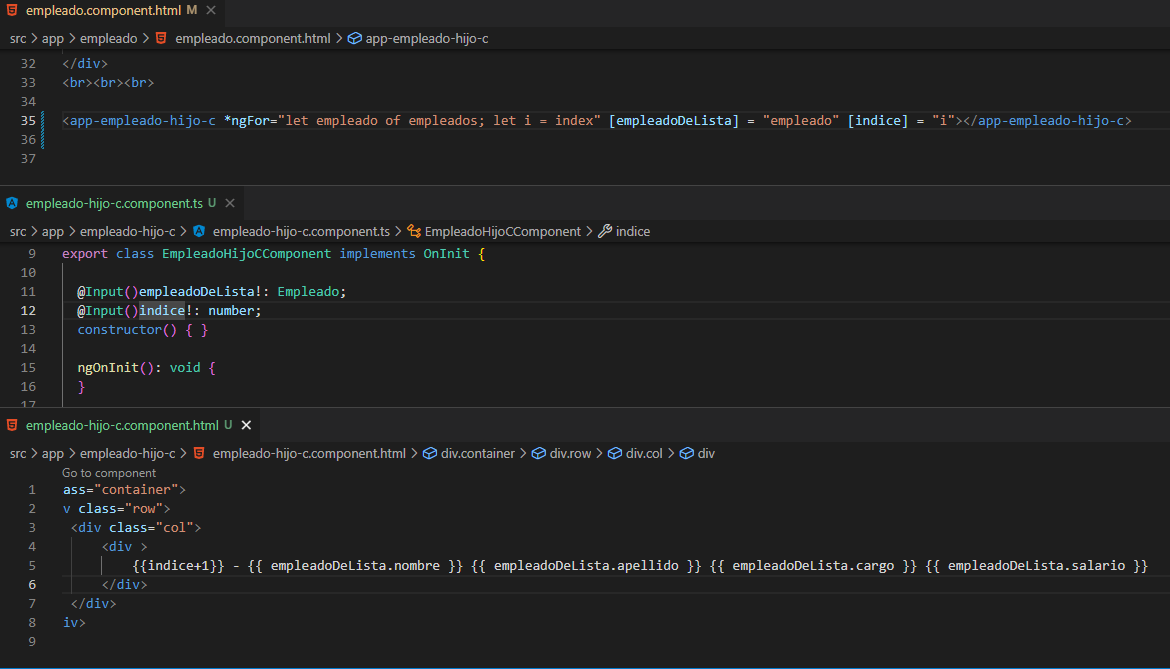 empleado.component.html M ×
src > app > empleado > empleado.component.html > app-empleado-hijo-c
32 </div>
33 <br><br><br>
34
35 <app-empleado-hijo-c *ngFor="let empleado of empleados; let i = index" [empleadoDeLista] = "empleado" [indice] = "i"></app-empleado-hijo-c>
36
37
empleado-hijo-c.component.ts U ×
src > app > empleado-hijo-c > empleado-hijo-c.component.ts > EmpleadoHijoCComponent > indice
9 export class EmpleadoHijoCComponent implements OnInit {
10
11 @Input()empleadoDeLista!: Empleado;
12 @Input()indice!: number;
13 constructor() { }
14
15 ngOnInit(): void {
16 }
17
empleado-hijo-c.component.html U ×
src > app > empleado-hijo-c > empleado-hijo-c.component.html > div.container > div.row > div.col > div
Go to component
1 ass="container">
2 v class="row">
3 <div class="col">
4 <div >
5 {{indice+1}} - {{ empleadoDeLista.nombre }} {{ empleadoDeLista.apellido }} {{ empleadoDeLista.cargo }} {{ empleadoDeLista.salario }}
6 </div>
7 </div>
8 iv>
9